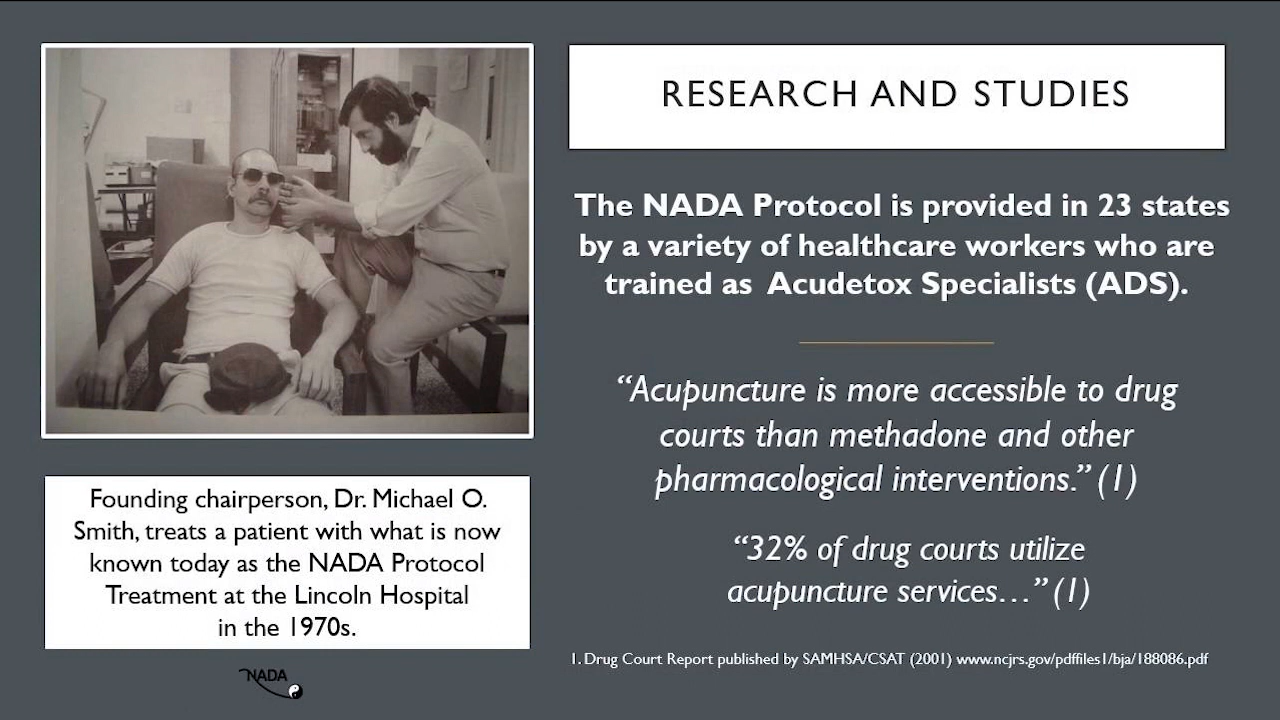 RESEARCH AND STUDIES
The NADA Protocol is provided in 23 states
by a variety of healthcare workers who are
trained as Acudetox Specialists (ADS).
“Acupuncture is more accessible to drug
courts than methadone and other
pharmacological interventions.” (1)
“32% of drug courts utilize
acupuncture services…” (1)
1. Drug Court Report published by SAMHSA/CSAT (2001) www.ncjrs.gov/pdffiles1/bja/188086.pdf
Founding chairperson, Dr. Michael O.
Smith, treats a patient with what is now
known today as the NADA Protocol
Treatment at the Lincoln Hospital
in the 1970s.
NADA